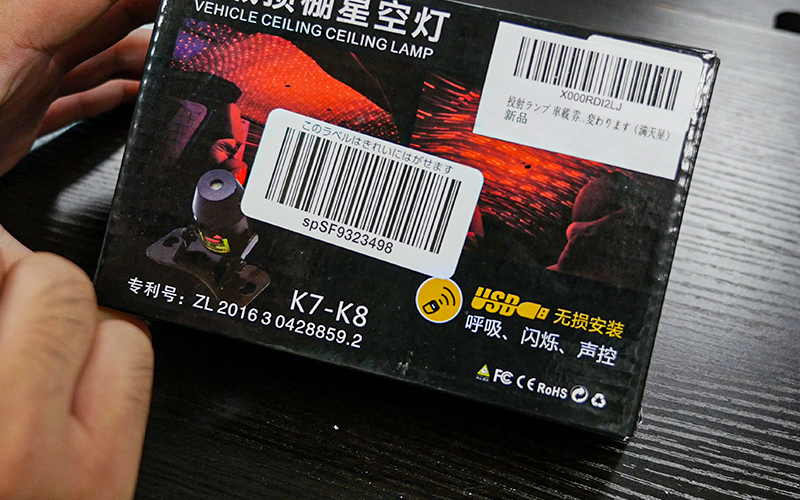 棚星空灯
VEHICLE CEILING CEILING LAMP
X000RDI2LJ
投射ランプ 車載 雰...変わります（満天星）
新品
このラベルはきれいにはがせます
spSF9323498
专利号：ZL 2016 3 0428859.2
K7-K8
USB 无损安装
呼吸、闪烁、声控
FC CE RoHS